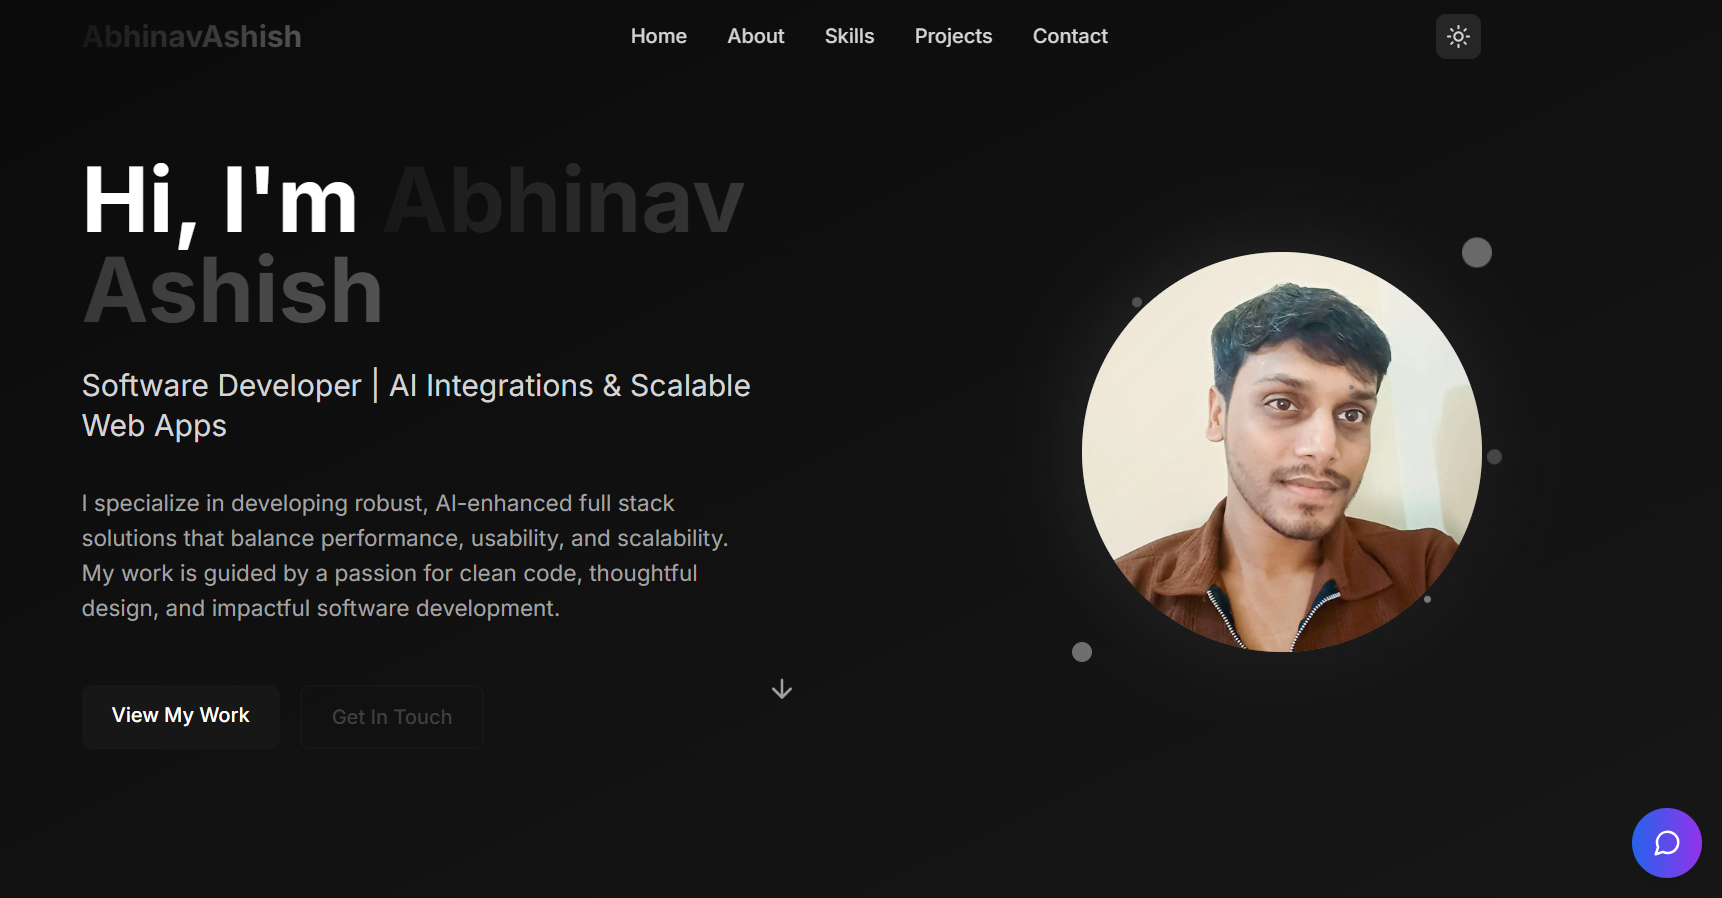 AbhinavAshish
Home About Skills Projects Contact
Hi, I'm Abhinav
Ashish
Software Developer | AI Integrations & Scalable
Web Apps
I specialize in developing robust, AI-enhanced full stack
solutions that balance performance, usability, and scalability.
My work is guided by a passion for clean code, thoughtful
design, and impactful software development.
View My Work Get In Touch